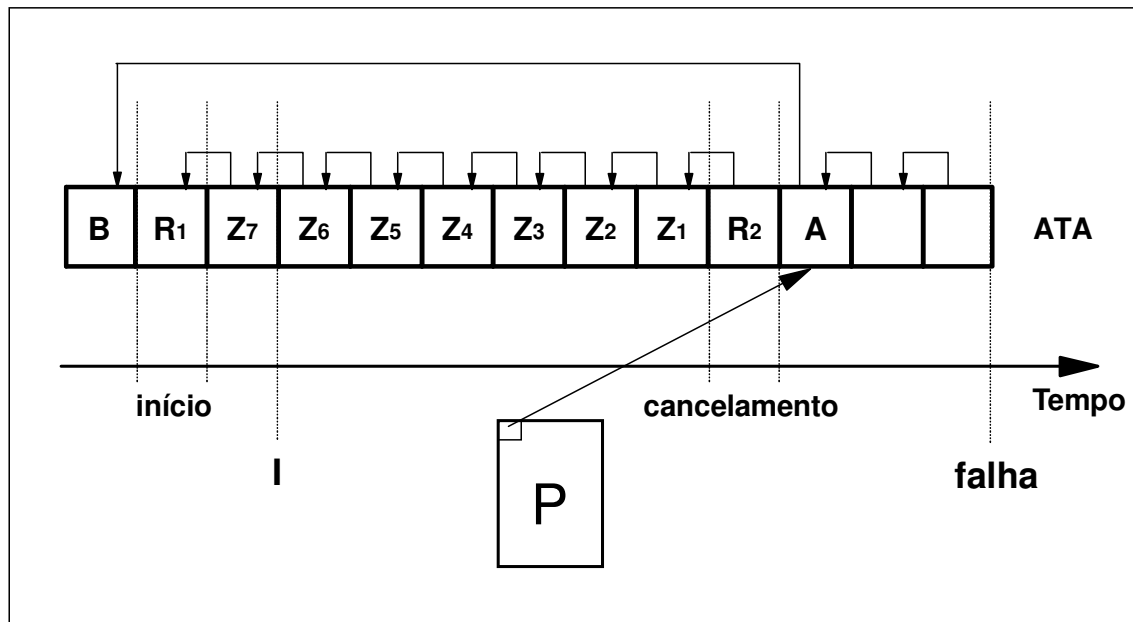 B R1 Z7 Z6 Z5 Z4 Z3 Z2 Z1 R2 A ATA
início cancelamento Tempo
I falha
P